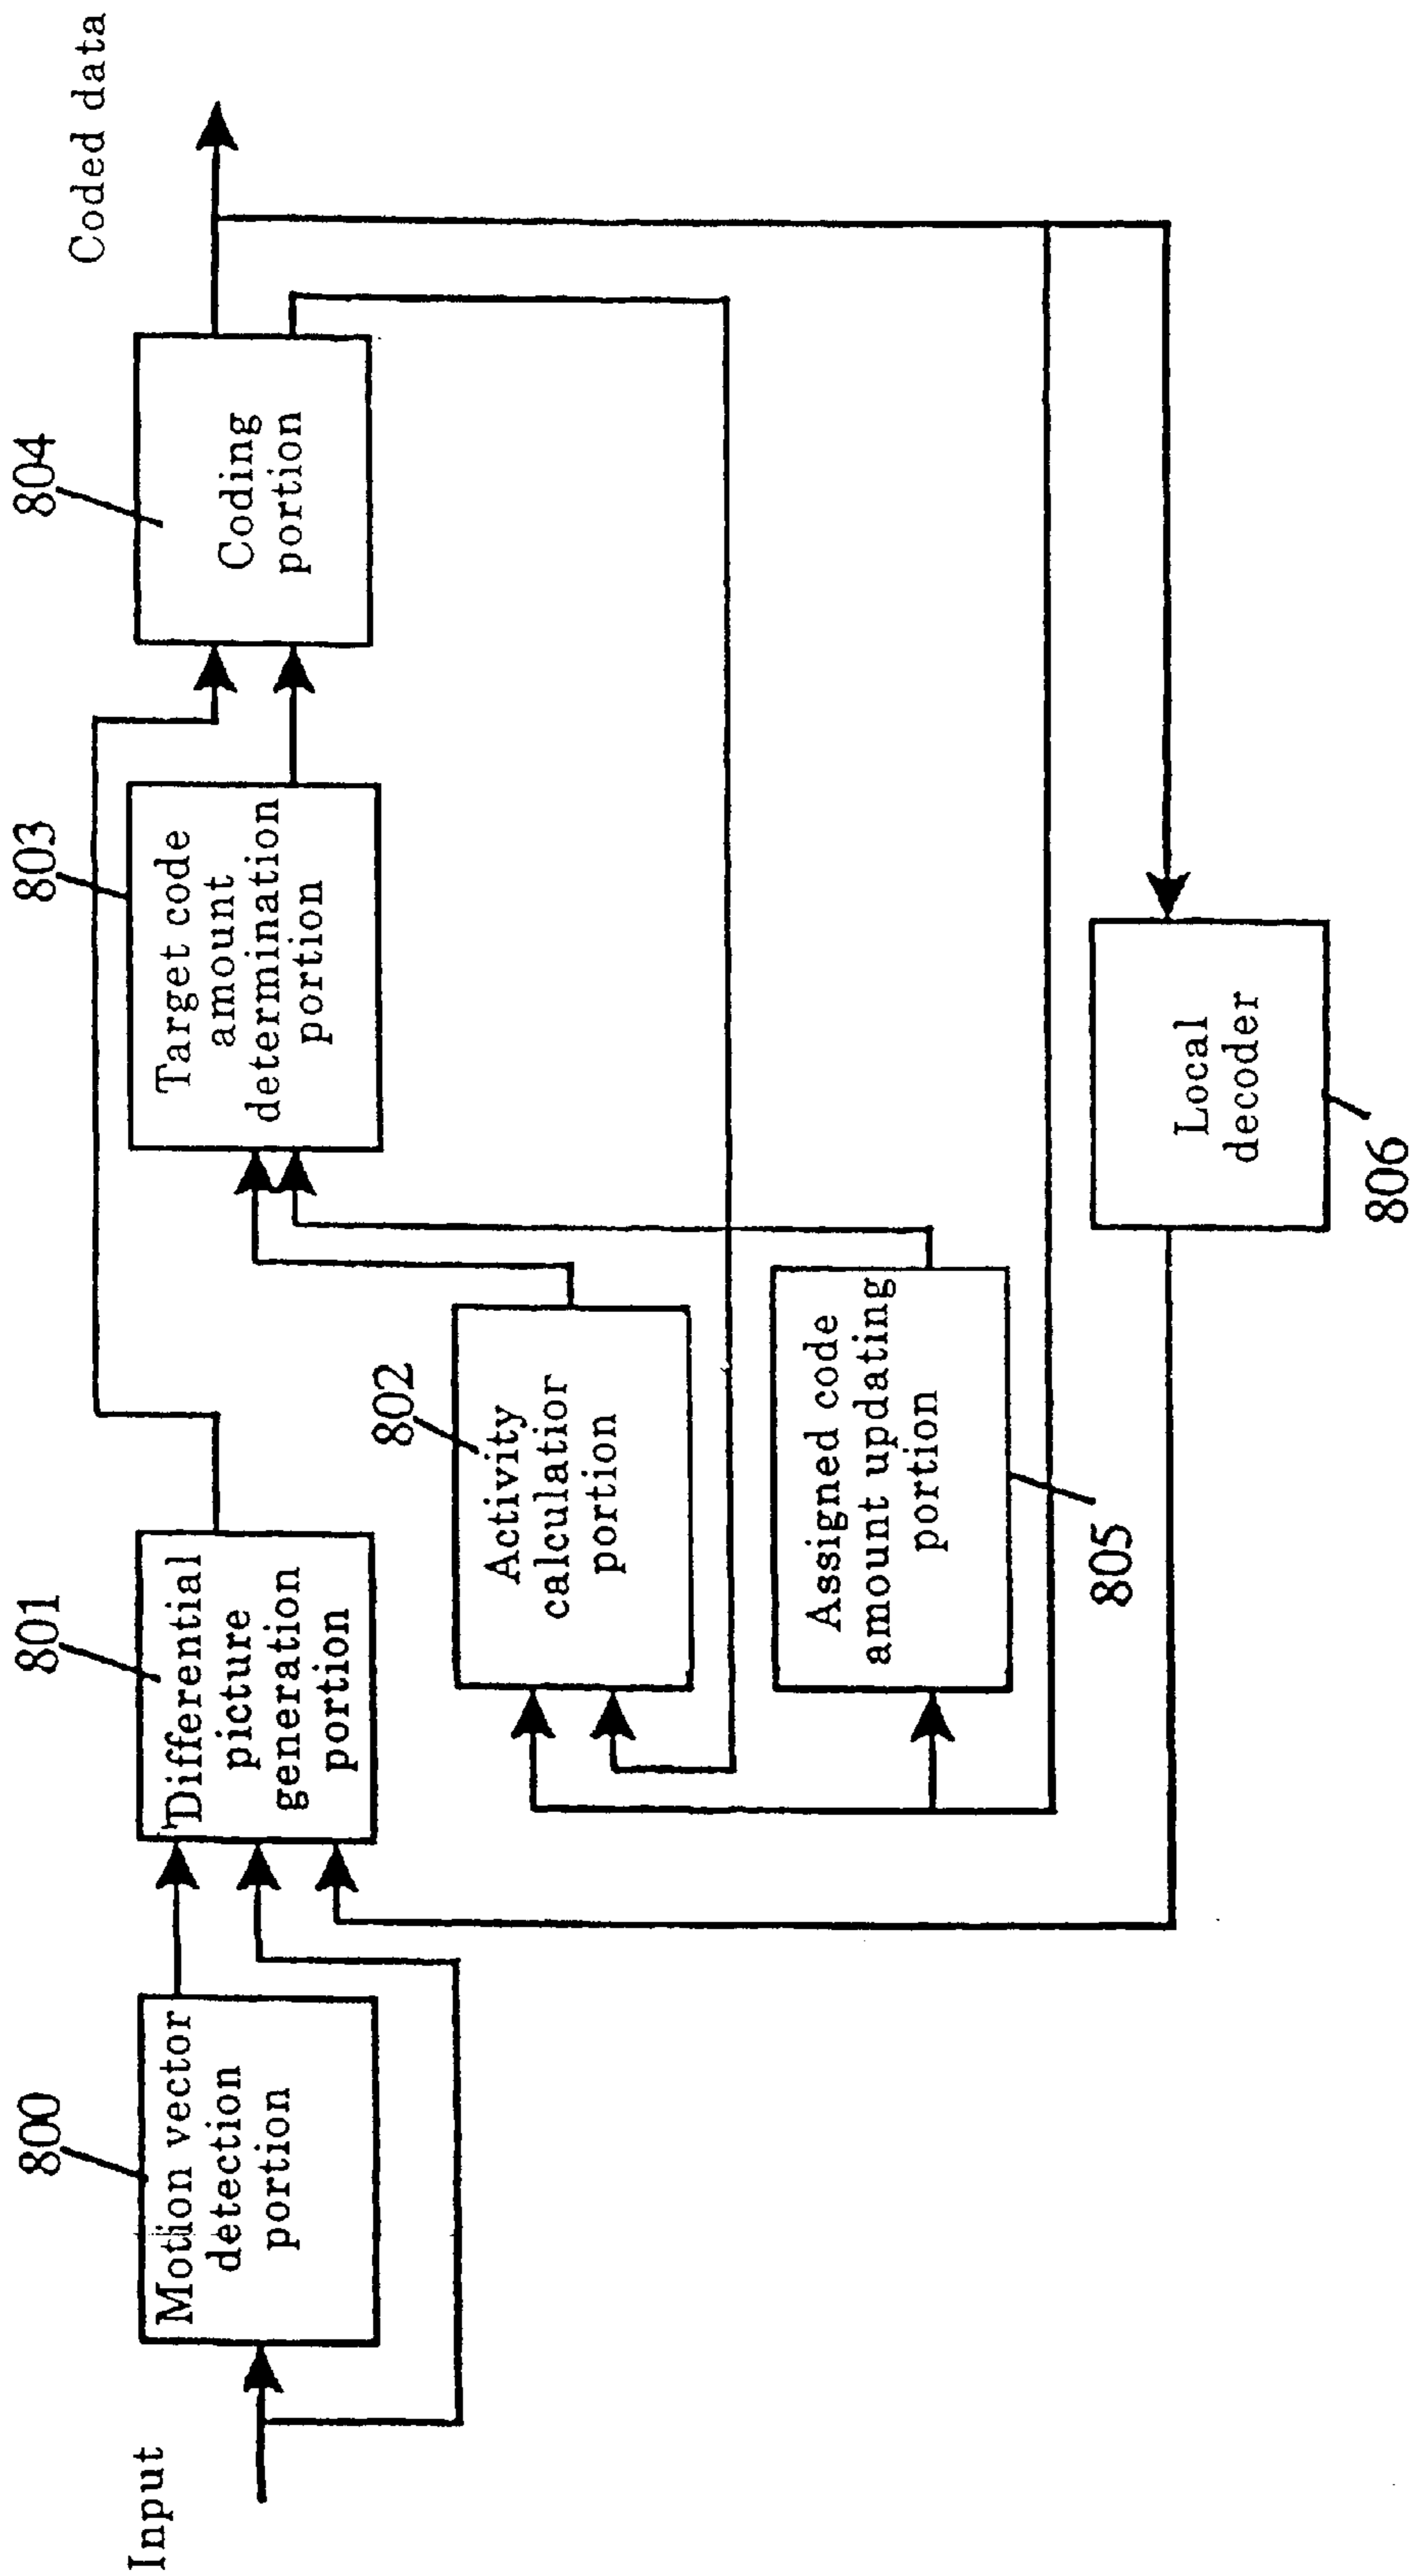 Input
800
Motion vector
detection
portion
801
Differential
picture
generation
portion
802
Activity
calculatior
portion
803
Target code
amount
determination
portion
804
Coding
portion
Coded data
Assigned code
amount updating
portion
805
Local
decoder
806